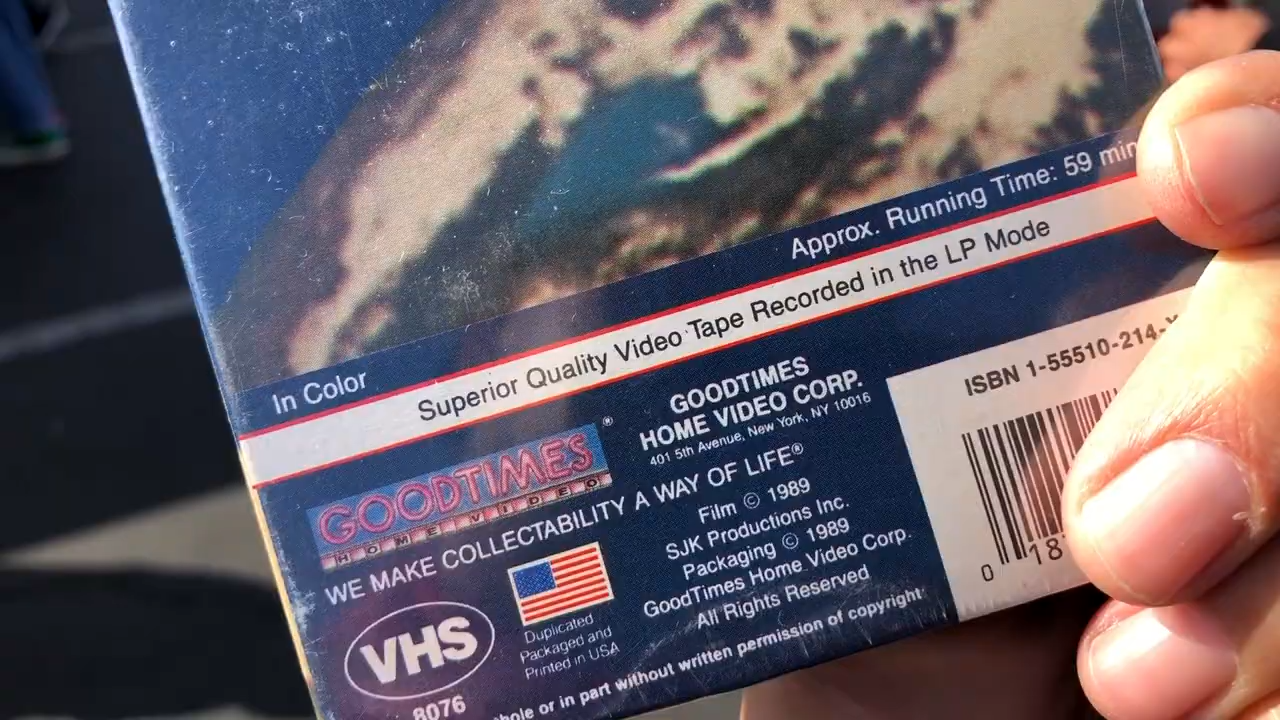 Approx. Running Time: 59 min
In Color
Superior Quality Video Tape Recorded in the LP Mode
GOODTIMES®
HOME VIDEO
GOODTIMES
HOME VIDEO CORP.
401 5th Avenue, New York, NY 10016
WE MAKE COLLECTABILITY A WAY OF LIFE®
Film © 1989
SJK Productions Inc.
Packaging © 1989
GoodTimes Home Video Corp.
All Rights Reserved
VHS
8076
Duplicated
Packaged and
Printed in USA
or in part without written permission of copyright
ISBN 1-55510-214-X
0 18